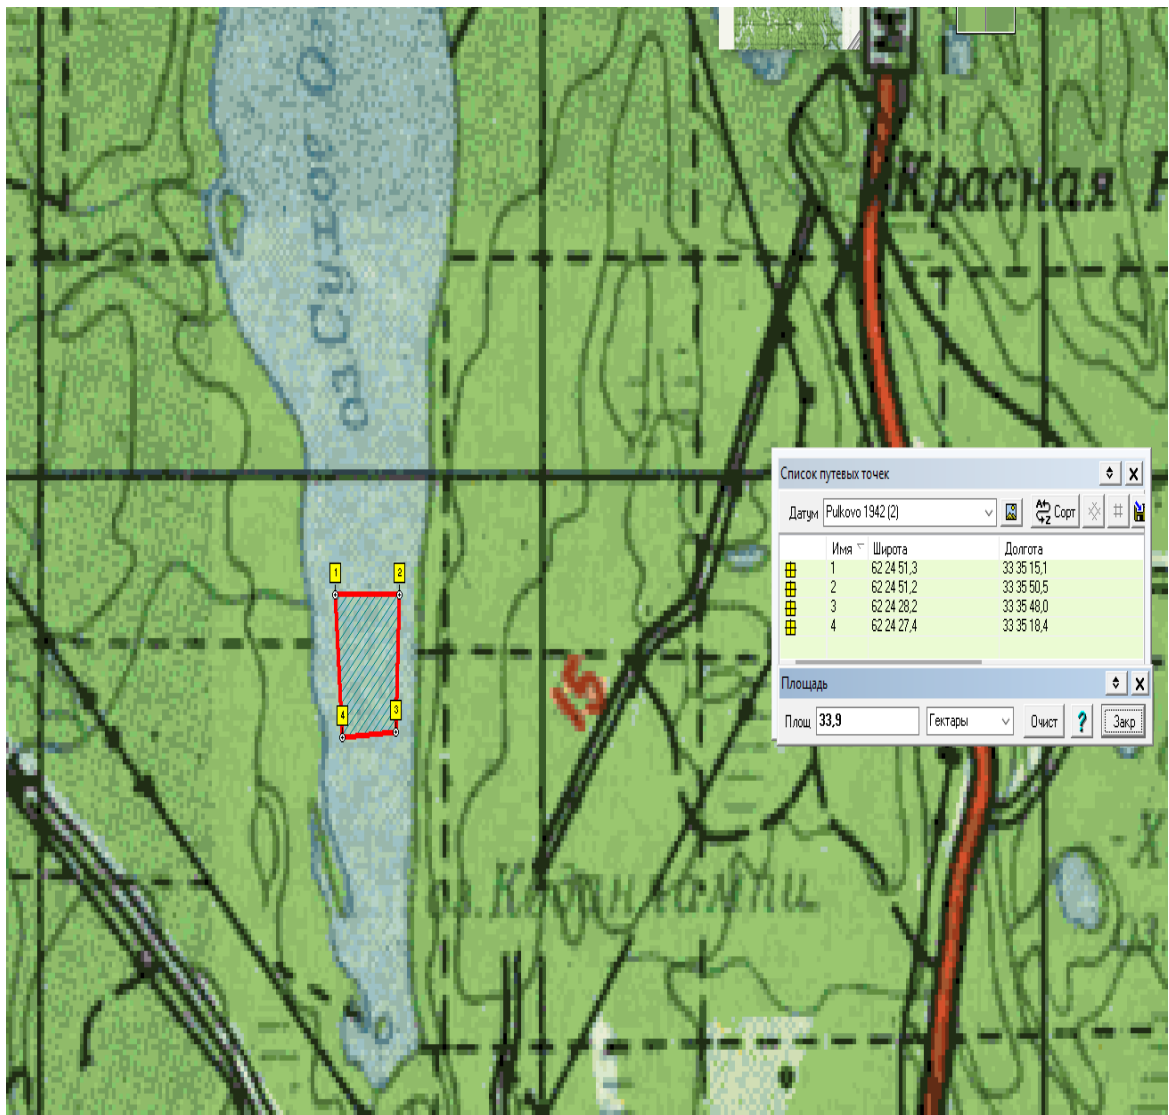 оз Сугозе Оз
Красная Р
Список путевых точек
Датум Pulkovo 1942 (2) Сорт
Имя Широта Долгота
1 62 24 51,3 33 35 15,1
2 62 24 51,2 33 35 50,5
3 62 24 28,2 33 35 48,0
4 62 24 27,4 33 35 18,4
1 2
15
Площадь
4 3
Площ 33,9 Гектары Очист ? Закр